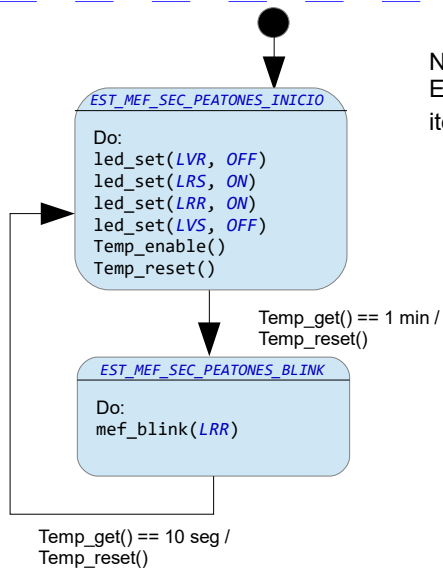 N
E
ite
EST_MEF_SEC_PEATONES_INICIO
Do:
led_set(LVR, OFF)
led_set(LRS, ON)
led_set(LRR, ON)
led_set(LVS, OFF)
Temp_enable()
Temp_reset()
Temp_get() == 1 min /
Temp_reset()
EST_MEF_SEC_PEATONES_BLINK
Do:
mef_blink(LRR)
Temp_get() == 10 seg /
Temp_reset()